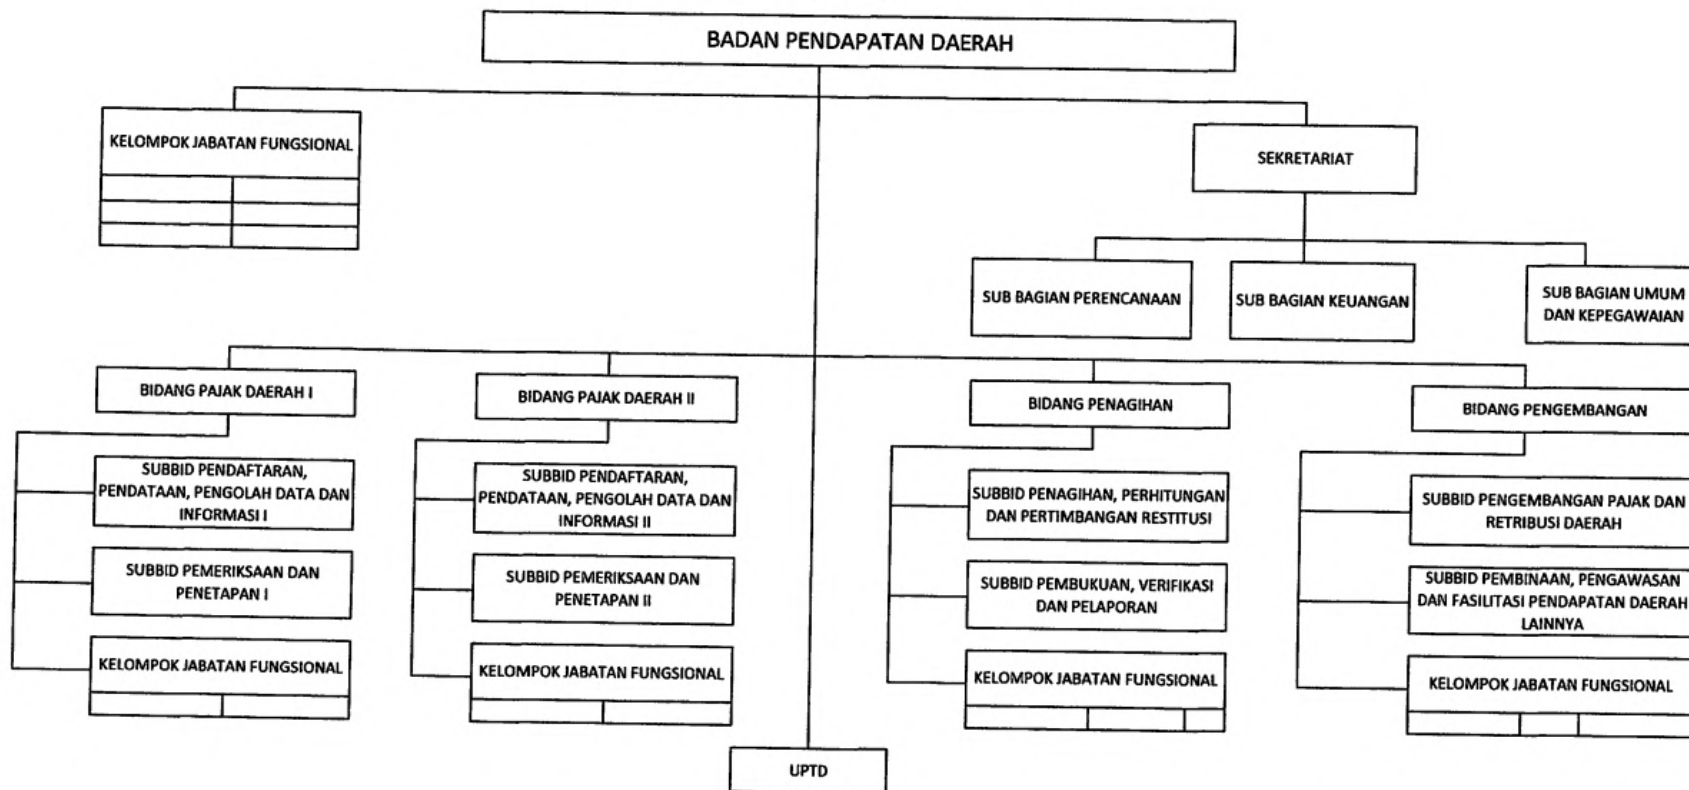 BADAN PENDAPATAN DAERAH
KELOMPOK JABATAN FUNGSIONAL
SEKRETARIAT
SUB BAGIAN PERENCANAAN
SUB BAGIAN KEUANGAN
SUB BAGIAN UMUM
DAN KEPEGAWAIAN
BIDANG PAJAK DAERAH I
BIDANG PAJAK DAERAH II
BIDANG PENAGIHAN
BIDANG PENGEMBANGAN
SUBBID PENDAFTARAN,
PENDATAAN, PENGOLAH DATA DAN
INFORMASI I
SUBBID PENDAFTARAN,
PENDATAAN, PENGOLAH DATA DAN
INFORMASI II
SUBBID PENAGIHAN, PERHITUNGAN
DAN PERTIMBANGAN RESTITUSI
SUBBID PENGEMBANGAN PAJAK DAN
RETRIBUSI DAERAH
SUBBID PEMERIKSAAN DAN
PENETAPAN I
SUBBID PEMERIKSAAN DAN
PENETAPAN II
SUBBID PEMBUKUAN, VERIFIKASI
DAN PELAPORAN
SUBBID PEMBINAAN, PENGAWASAN
DAN FASILITASI PENDAPATAN DAERAH
LAINNYA
KELOMPOK JABATAN FUNGSIONAL
KELOMPOK JABATAN FUNGSIONAL
KELOMPOK JABATAN FUNGSIONAL
KELOMPOK JABATAN FUNGSIONAL
UPTD